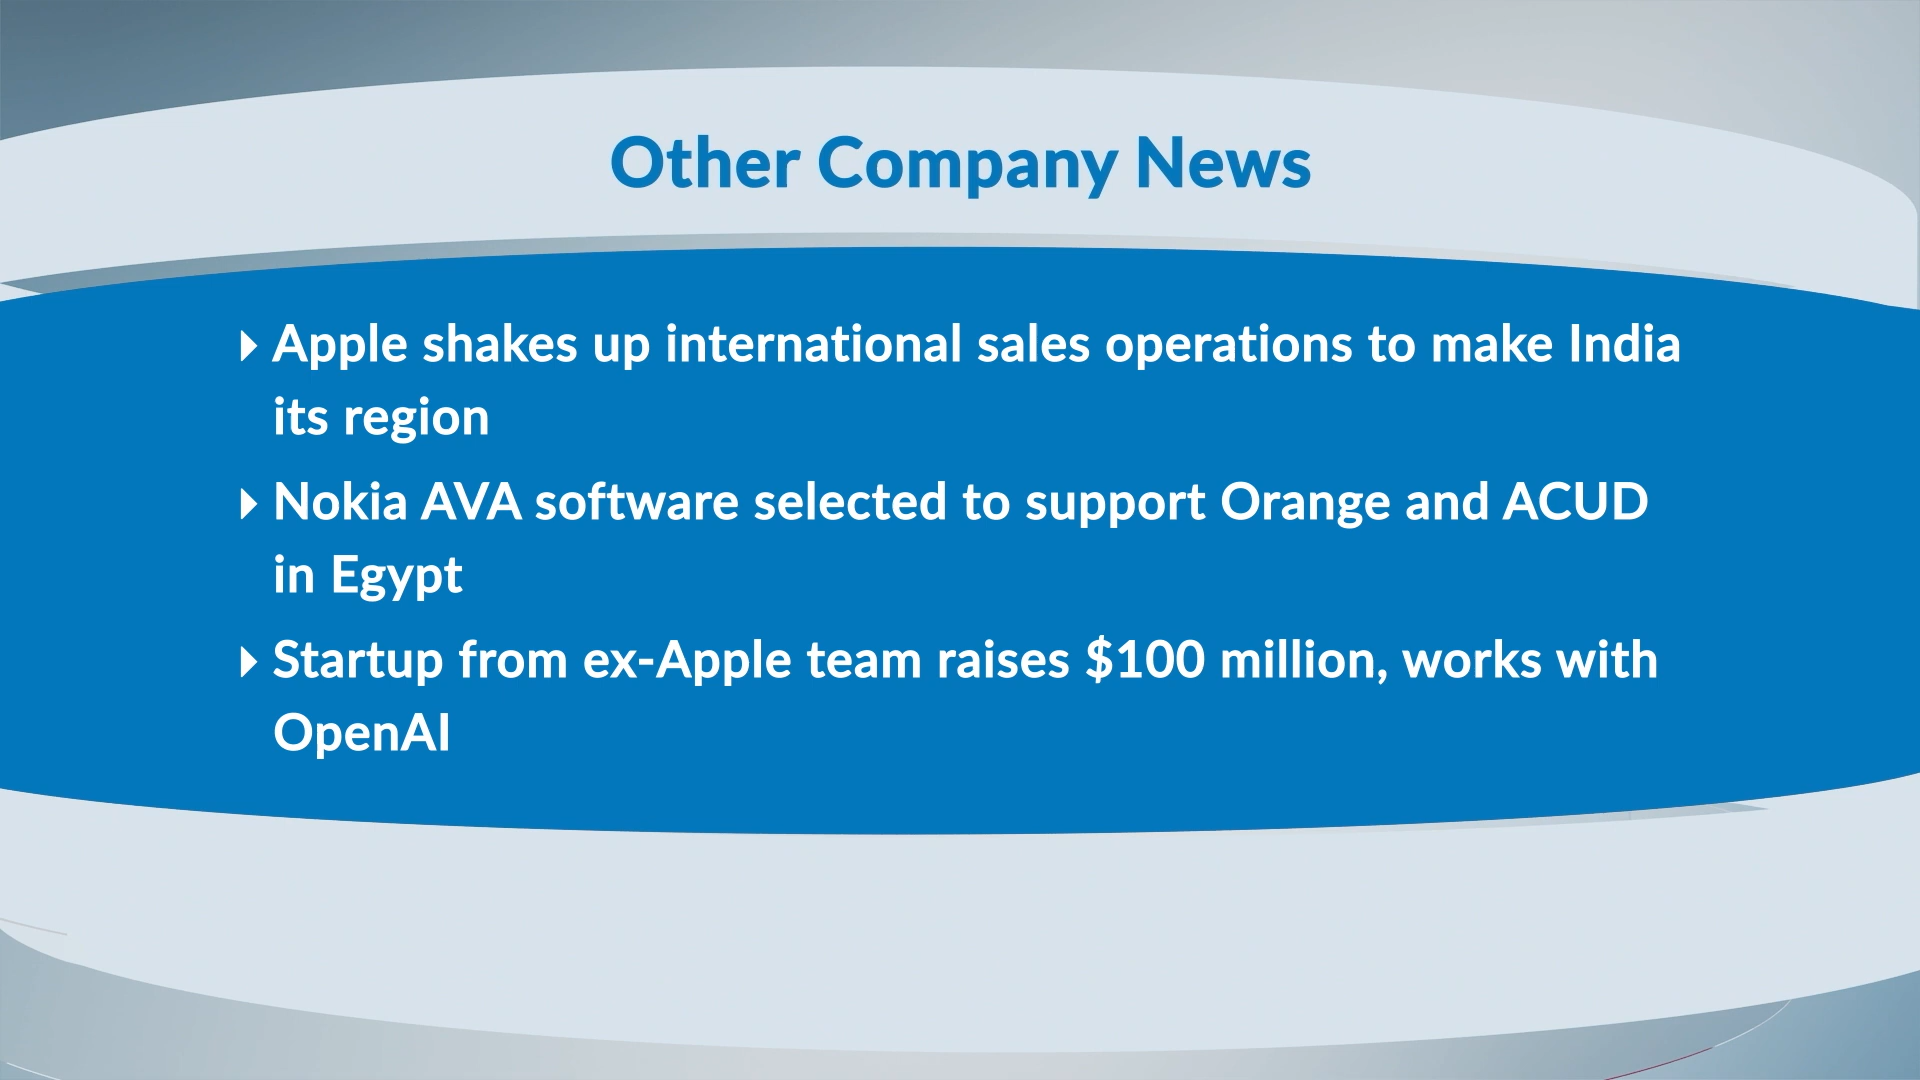 Other Company News
Apple shakes up international sales operations to make India
its region
Nokia AVA software selected to support Orange and ACUD
in Egypt
Startup from ex-Apple team raises $100 million, works with
OpenAI